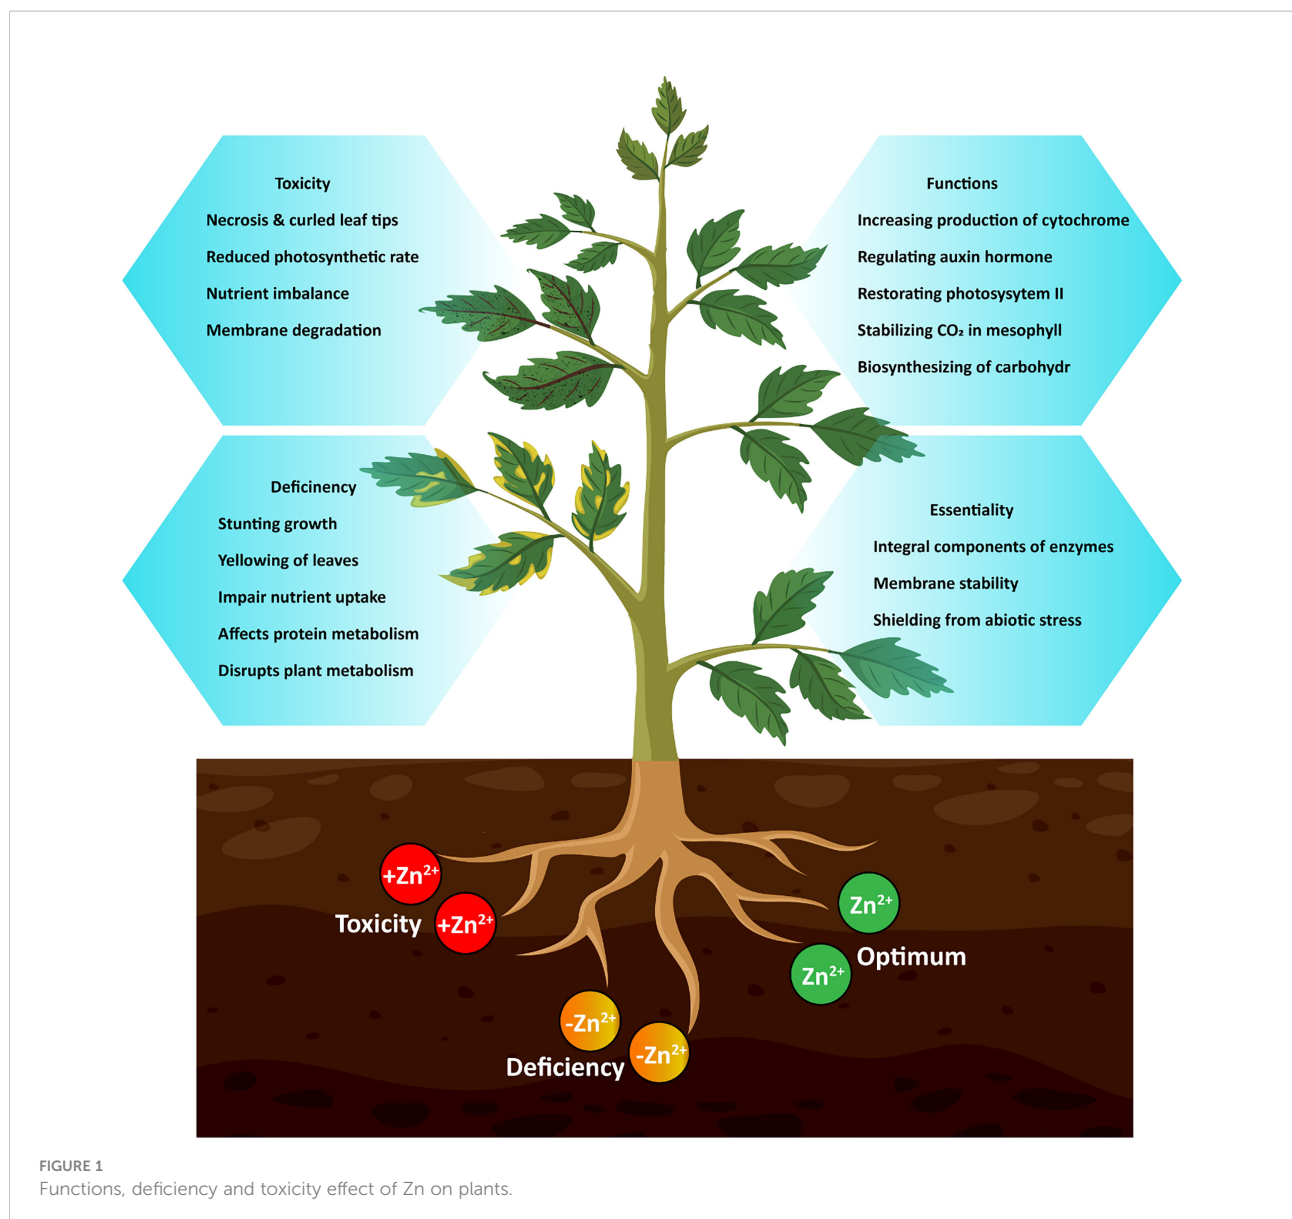 Toxicity
Necrosis & curled leaf tips
Reduced photosynthetic rate
Nutrient imbalance
Membrane degradation
Functions
Increasing production of cytochrome
Regulating auxin hormone
Restorating photosysytem II
Stabilizing CO₂ in mesophyll
Biosynthesizing of carbohydr
Deficinency
Stunting growth
Yellowing of leaves
Impair nutrient uptake
Affects protein metabolism
Disrupts plant metabolism
Essentiality
Integral components of enzymes
Membrane stability
Shielding from abiotic stress
+Zn²⁺
Toxicity
+Zn²⁺
Zn²⁺
Optimum
Zn²⁺
-Zn²⁺
Deficiency
-Zn²⁺
FIGURE 1
Functions, deficiency and toxicity effect of Zn on plants.